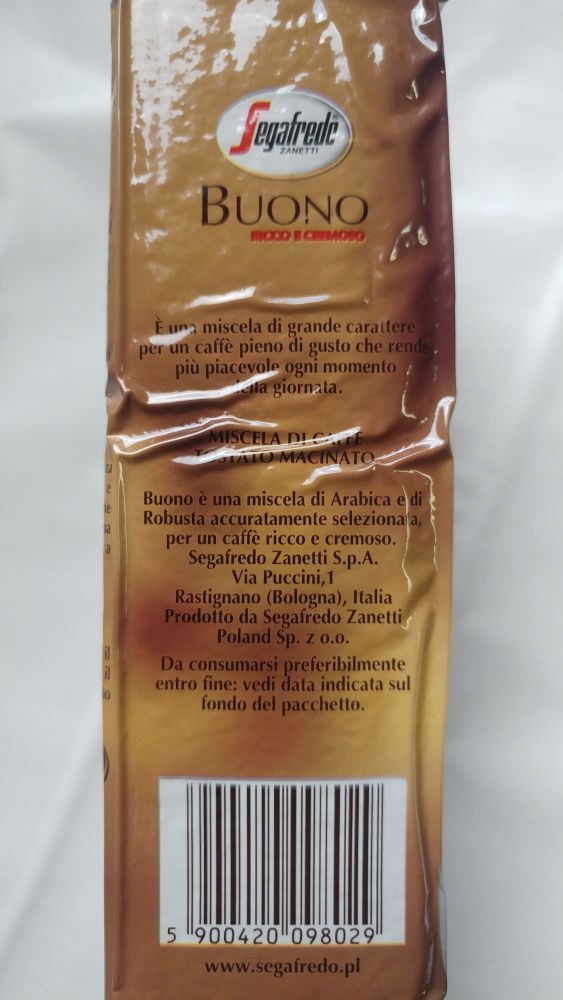 Segafredo®
ZANETTI
BUONO
RICCO E CREMOSO
È una miscela di grande carattere
per un caffè pieno di gusto che rende
più piacevole ogni momento
della giornata.
MISCELA DI CAFFÈ
TOSTATO MACINATO
Buono è una miscela di Arabica e di
Robusta accuratamente selezionata,
per un caffè ricco e cremoso.
Segafredo Zanetti S.p.A.
Via Puccini,1
Rastignano (Bologna), Italia
Prodotto da Segafredo Zanetti
Poland Sp. z o.o.
Da consumarsi preferibilmente
entro fine: vedi data indicata sul
fondo del pacchetto.
5 900420 098029
www.segafredo.pl